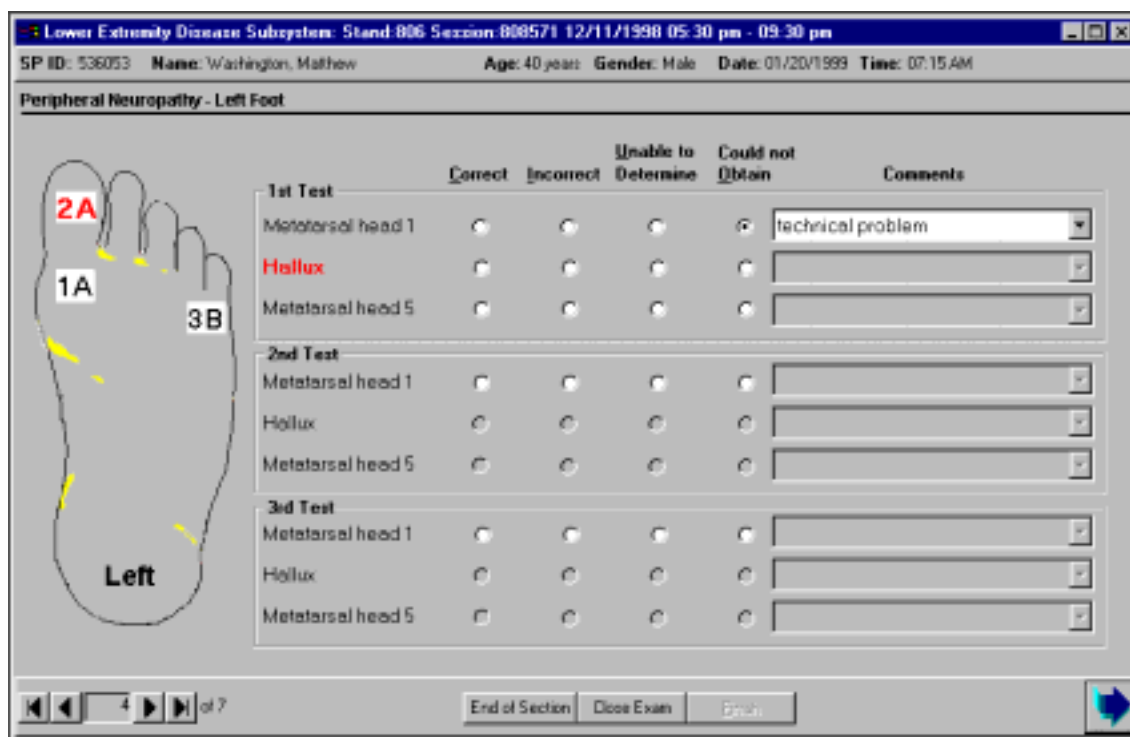 Lower Extremity Disease Subsystem: Stand:806 Session:808571 12/11/1998 05:30 pm - 09:30 pm
SP ID: 536053 Name: Washington, Matthew Age: 40 years Gender: Male Date: 01/20/1999 Time: 07:15 AM
Peripheral Neuropathy - Left Foot
Correct Incorrect Unable to Determine Could not Obtain Comments
1st Test
Metatarsal head 1 technical problem
Hallux
Metatarsal head 5
2nd Test
Metatarsal head 1
Hallux
Metatarsal head 5
3rd Test
Metatarsal head 1
Hallux
Metatarsal head 5
2A
1A
3B
Left
4 of 7
End of Section Close Exam Finish